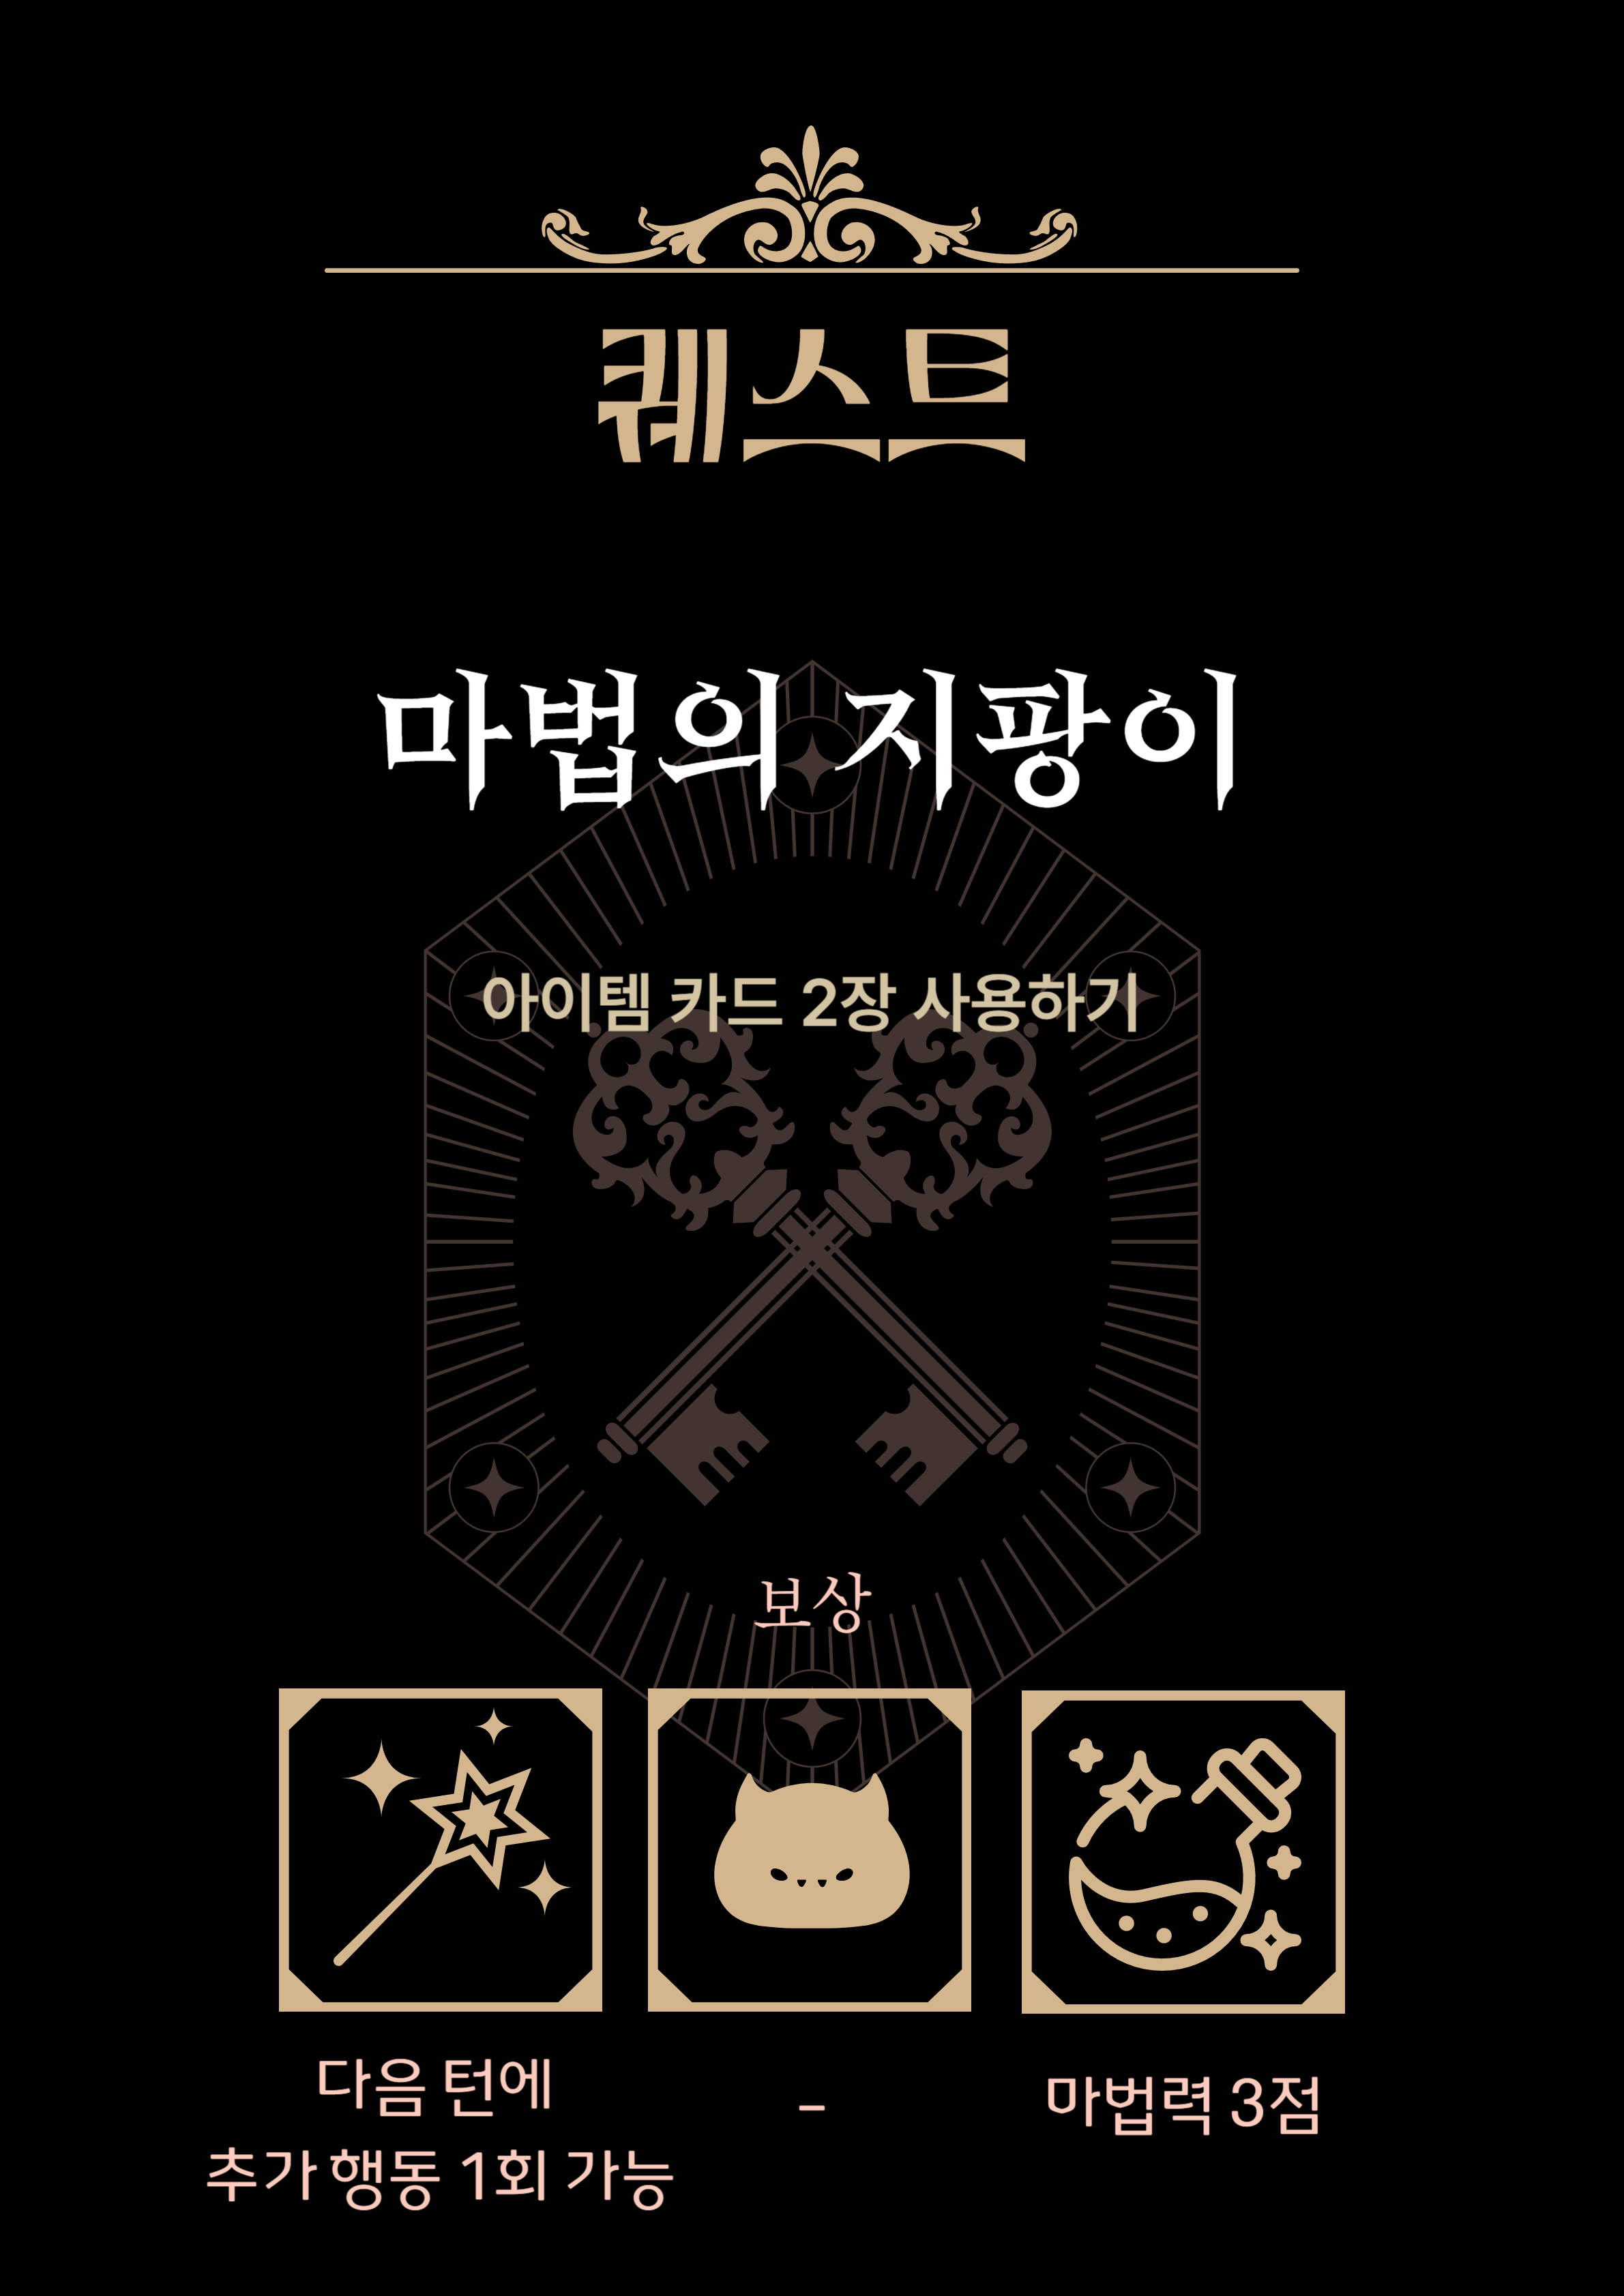 퀘스트
마법의 지팡이
아이템 카드 2장 사용하기
보상
다음 턴에
추가 행동 1회 가능
-
마법력 3점